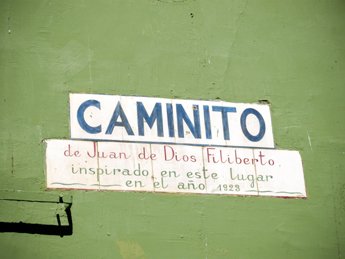 CAMINITO
de Juan de Dios Filiberto
inspirado en este lugar
en el año 1923